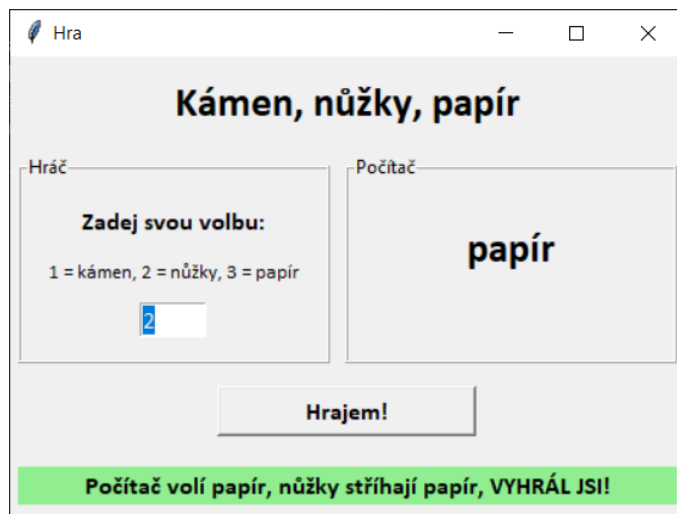 Hra
Kámen, nůžky, papír
Hráč
Zadej svou volbu:
1 = kámen, 2 = nůžky, 3 = papír
2
Počítač
papír
Hrajem!
Počítač volí papír, nůžky stříhají papír, VYHRÁL JSI!